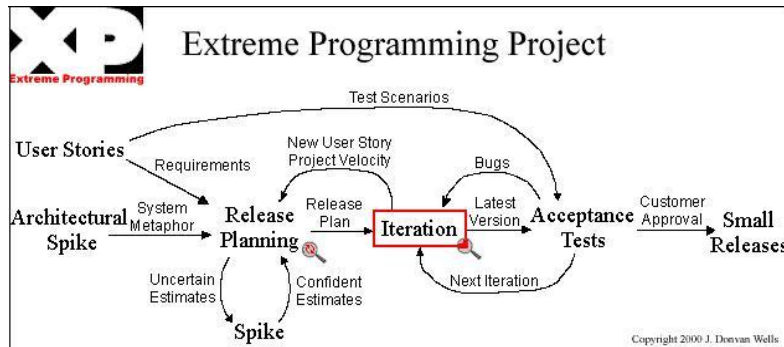 XP
Extreme Programming
Extreme Programming Project
Test Scenarios
User Stories
New User Story
Project Velocity
Bugs
Requirements
Architectural
Spike
System
Metaphor
Release
Planning
Release
Plan
Iteration
Latest
Version
Acceptance
Tests
Customer
Approval
Small
Releases
Uncertain
Estimates
Confident
Estimates
Next Iteration
Spike
Copyright 2000 J. Donvan Wells